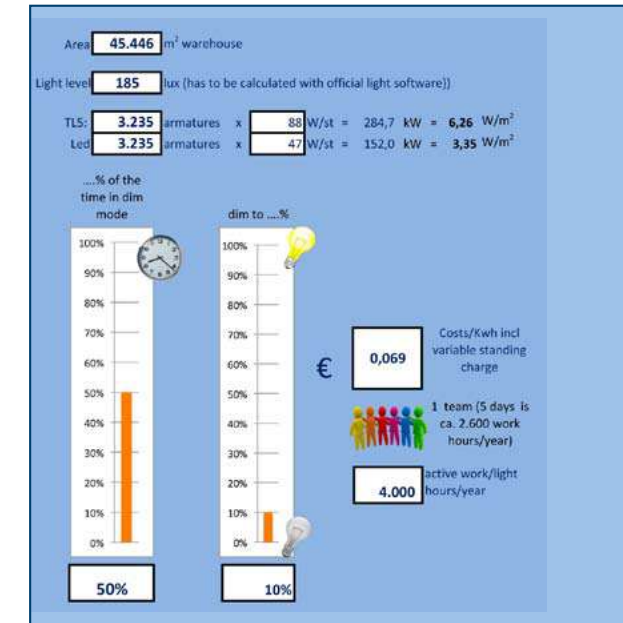 Area 45.446 m² warehouse
Light level 185 lux (has to be calculated with official light software))
TL5: 3.235 armatures x 88 W/st = 284,7 kW = 6,26 W/m²
Led 3.235 armatures x 47 W/st = 152,0 kW = 3,35 W/m²
....% of the
time in dim
mode
100%
90%
80%
70%
60%
50%
40%
30%
20%
10%
0%
50%
dim to ....%
100%
90%
80%
70%
60%
50%
40%
30%
20%
10%
0%
10%
€ 0,069
Costs/Kwh incl
variable standing
charge
1 team (5 days is
ca. 2.600 work
hours/year)
4.000
active work/light
hours/year